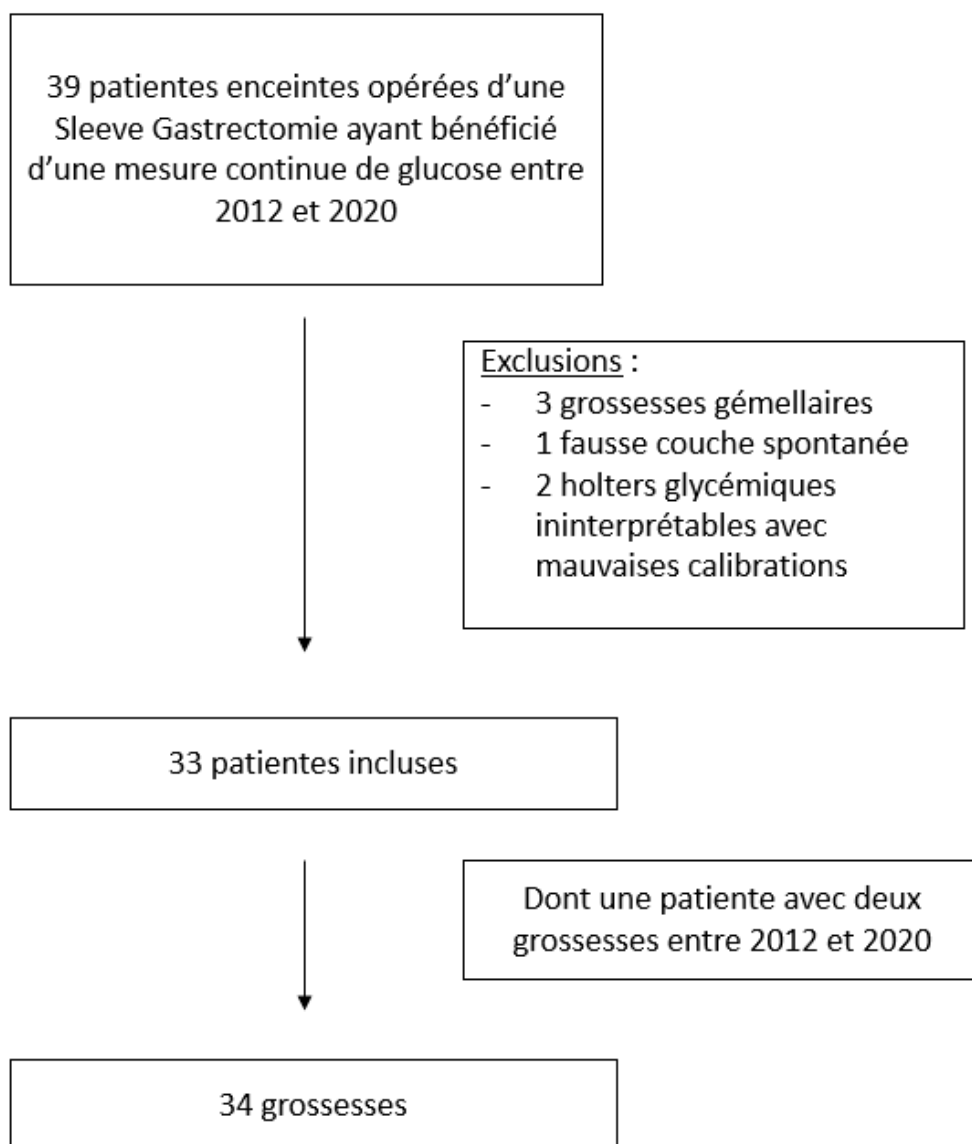 39 patientes enceintes opérées d’une
Sleeve Gastrectomie ayant bénéficié
d’une mesure continue de glucose entre
2012 et 2020
Exclusions :
- 3 grossesses gémellaires
- 1 fausse couche spontanée
- 2 holters glycémiques
ininterprétables avec
mauvaises calibrations
33 patientes incluses
Dont une patiente avec deux
grossesses entre 2012 et 2020
34 grossesses